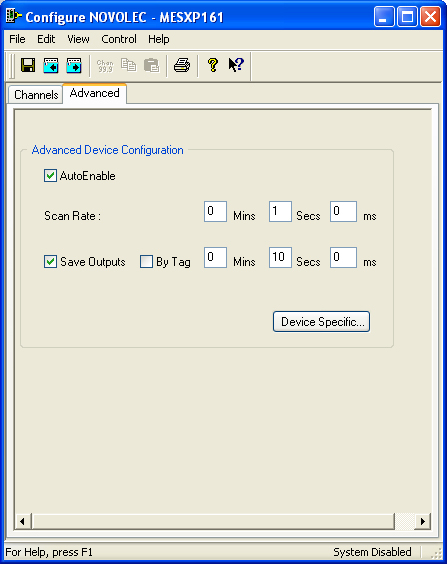 Configure NOVOLEC - MESXP161
File Edit View Control Help
Chan 99.9
Channels Advanced
Advanced Device Configuration
AutoEnable
Scan Rate : 0 Mins 1 Secs 0 ms
Save Outputs By Tag 0 Mins 10 Secs 0 ms
Device Specific...
For Help, press F1 System Disabled